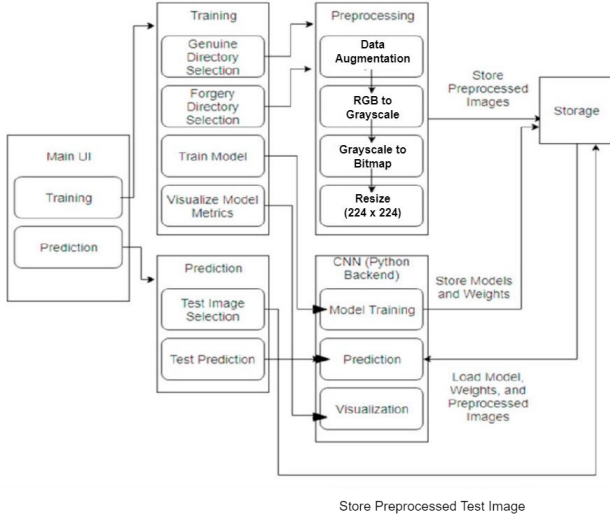 Training
Genuine
Directory
Selection
Forgery
Directory
Selection
Train Model
Visualize Model
Metrics
Preprocessing
Data
Augmentation
RGB to
Grayscale
Grayscale to
Bitmap
Resize
(224 x 224)
Store
Preprocessed
Images
Storage
Main UI
Training
Prediction
Prediction
Test Image
Selection
Test Prediction
CNN (Python
Backend)
Model Training
Prediction
Visualization
Store Models
and Weights
Load Model,
Weights, and
Preprocessed
Images
Store Preprocessed Test Image